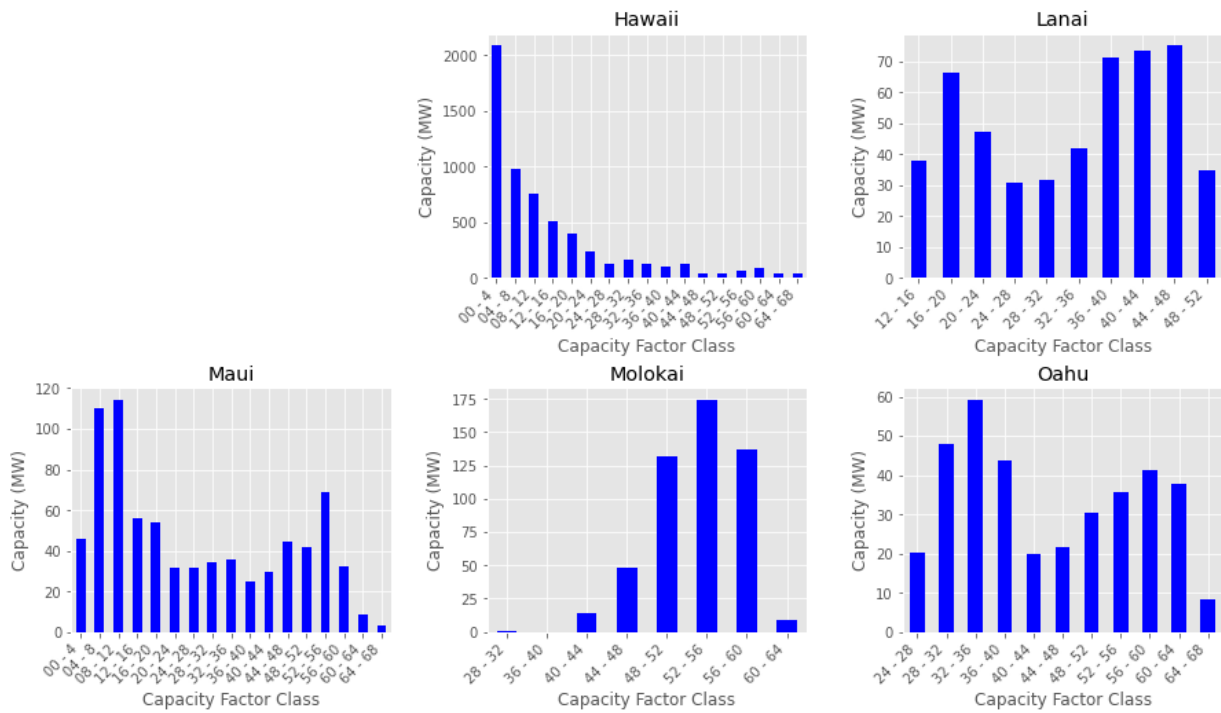 Hawaii
Capacity (MW)
2000
1500
1000
500
0
00 - 4
04 - 8
08 - 12
12 - 16
16 - 20
20 - 24
24 - 28
28 - 32
32 - 36
36 - 40
40 - 44
44 - 48
48 - 52
52 - 56
56 - 60
60 - 64
64 - 68
Capacity Factor Class
Lanai
Capacity (MW)
70
60
50
40
30
20
10
0
12 - 16
16 - 20
20 - 24
24 - 28
28 - 32
32 - 36
36 - 40
40 - 44
44 - 48
48 - 52
Capacity Factor Class
Maui
Capacity (MW)
120
100
80
60
40
20
0
00 - 4
04 - 8
08 - 12
12 - 16
16 - 20
20 - 24
24 - 28
28 - 32
32 - 36
36 - 40
40 - 44
44 - 48
48 - 52
52 - 56
56 - 60
60 - 64
64 - 68
Capacity Factor Class
Molokai
Capacity (MW)
175
150
125
100
75
50
25
0
28 - 32
36 - 40
40 - 44
44 - 48
48 - 52
52 - 56
56 - 60
60 - 64
Capacity Factor Class
Oahu
Capacity (MW)
60
50
40
30
20
10
0
24 - 28
28 - 32
32 - 36
36 - 40
40 - 44
44 - 48
48 - 52
52 - 56
56 - 60
60 - 64
64 - 68
Capacity Factor Class